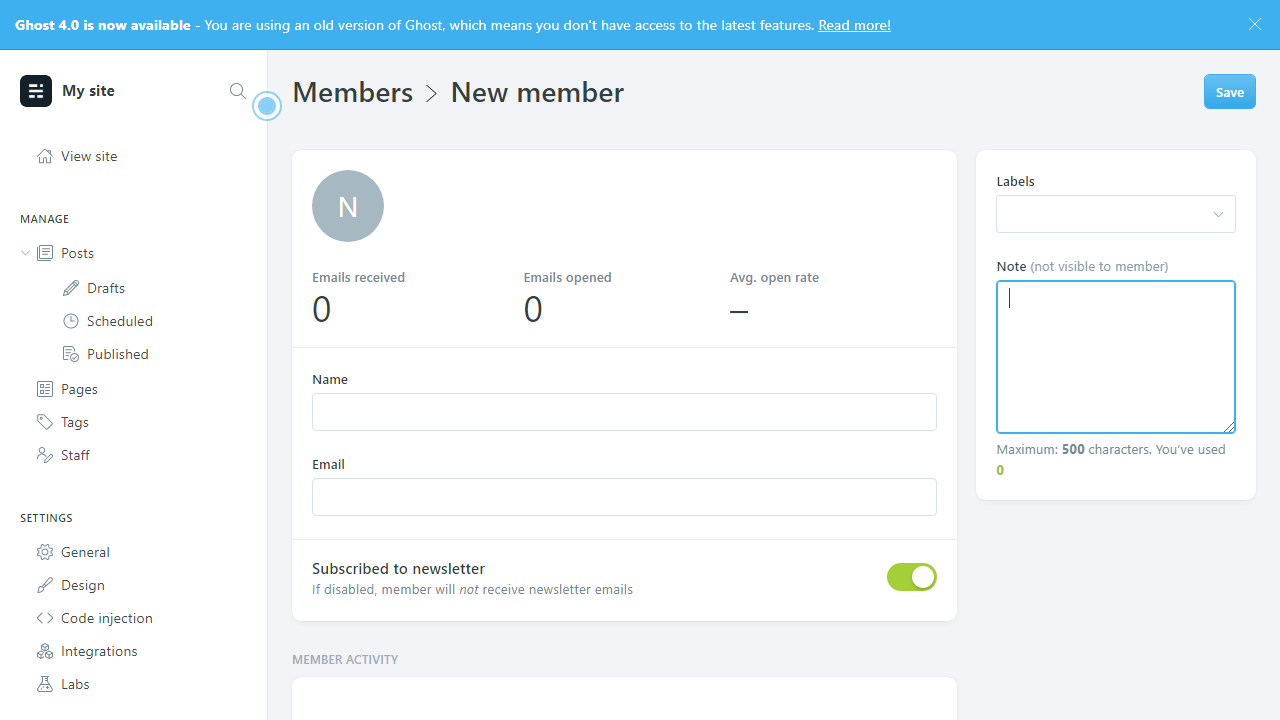 Ghost 4.0 is now available - You are using an old version of Ghost, which means you don't have access to the latest features. Read more!
My site
View site
MANAGE
Posts
Drafts
Scheduled
Published
Pages
Tags
Staff
SETTINGS
General
Design
Code injection
Integrations
Labs
Members > New member
Save
N
Emails received
0
Emails opened
0
Avg. open rate
–
Name
Email
Subscribed to newsletter
If disabled, member will not receive newsletter emails
MEMBER ACTIVITY
Labels
Note (not visible to member)
Maximum: 500 characters. You've used
0